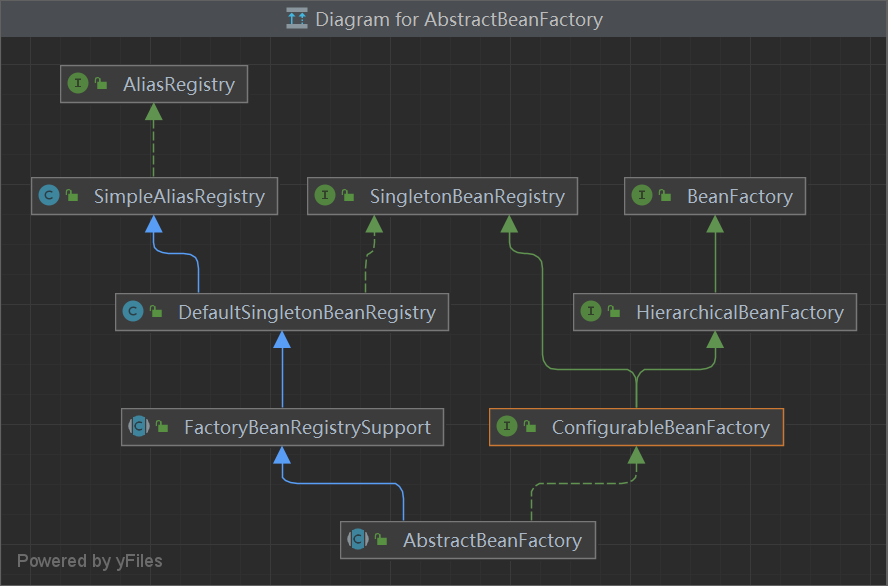 Diagram for AbstractBeanFactory
I AliasRegistry
C SimpleAliasRegistry
I SingletonBeanRegistry
I BeanFactory
C DefaultSingletonBeanRegistry
I HierarchicalBeanFactory
C FactoryBeanRegistrySupport
I ConfigurableBeanFactory
C AbstractBeanFactory
Powered by yFiles